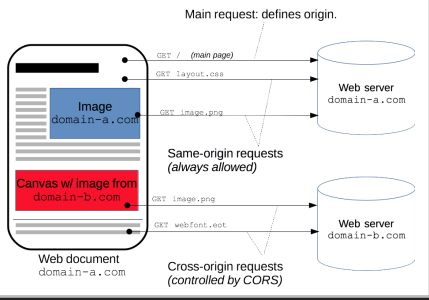 Main request: defines origin.
GET / (main page)
GET layout.css
Image
domain-a.com
GET image.png
Web server
domain-a.com
Same-origin requests
(always allowed)
Canvas w/ image from
domain-b.com
GET image.png
GET webfont.eot
Web server
domain-b.com
Web document
domain-a.com
Cross-origin requests
(controlled by CORS)